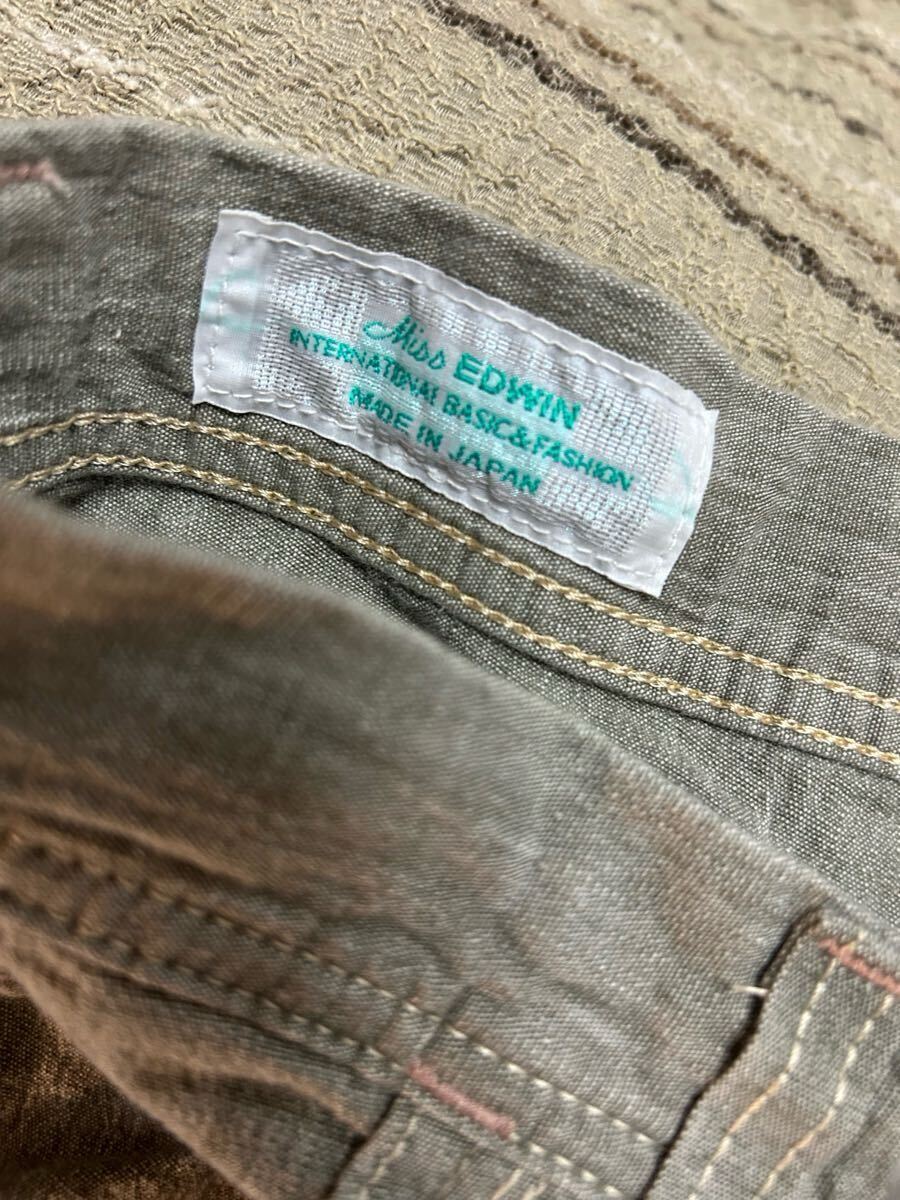 Miss EDWIN
INTERNATIONAL BASIC&FASHION
MADE IN JAPAN